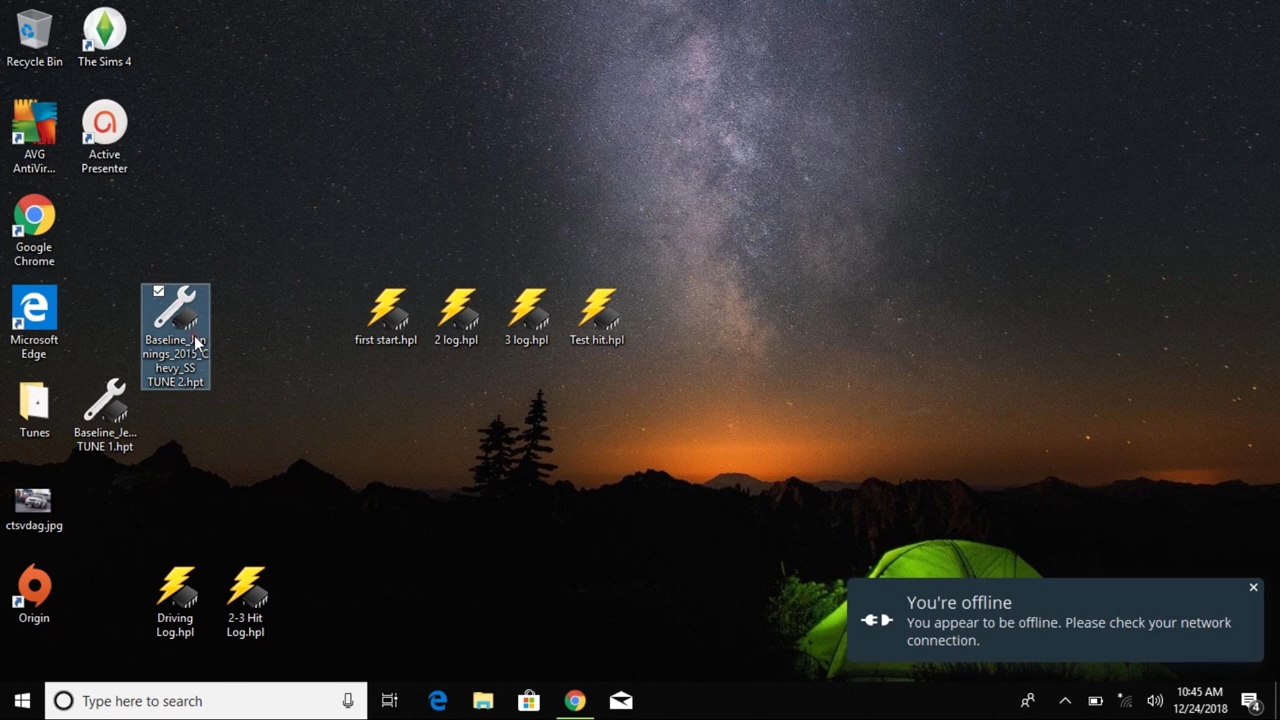 Recycle Bin
The Sims 4
AVG
AntiVir...
Active
Presenter
Google
Chrome
Microsoft
Edge
Baseline_Jennings_2015_C
hevy_SS
TUNE 2.hpt
first start.hpl
2 log.hpl
3 log.hpl
Test hit.hpl
Tunes
Baseline_Je...
TUNE 1.hpt
ctsvdag.jpg
Origin
Driving
Log.hpl
2-3 Hit
Log.hpl
You're offline
You appear to be offline. Please check your network
connection.
Type here to search
10:45 AM
12/24/2018
4